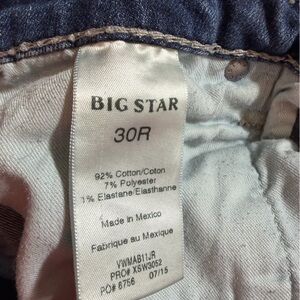 BIG STAR
30R
92% Cotton/Coton
7% Polyester
1% Elastane/Elasthanne
Made in Mexico
Fabrique au Mexique
VWMAB11JR
PRO# XSW3052
PO# 6756 07/15